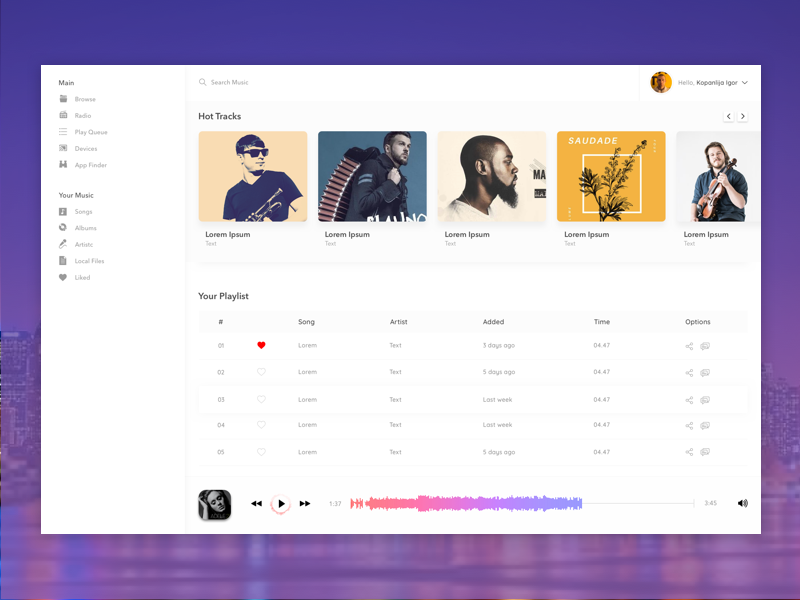 Main
Browse
Radio
Play Queue
Devices
App Finder
Your Music
Songs
Albums
Artists
Local Files
Liked
Search Music
Hello, Kopanlija Igor
Hot Tracks
MA
SAUDADE
Lorem Ipsum
Text
Lorem Ipsum
Text
Lorem Ipsum
Text
Lorem Ipsum
Text
Lorem Ipsum
Text
Your Playlist
# Song Artist Added Time Options
01 Lorem Text 3 days ago 04:47
02 Lorem Text 5 days ago 04:47
03 Lorem Text Last week 04:47
04 Lorem Text Last week 04:47
05 Lorem Text 5 days ago 04:47
1:37
3:45